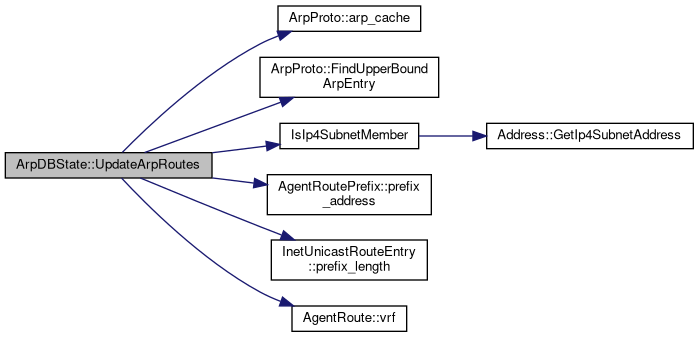 ArpProto::arp_cache
ArpProto::FindUpperBound
ArpEntry
IsIp4SubnetMember
Address::GetIp4SubnetAddress
ArpDBState::UpdateArpRoutes
AgentRoutePrefix::prefix
_address
InetUnicastRouteEntry
::prefix_length
AgentRoute::vrf